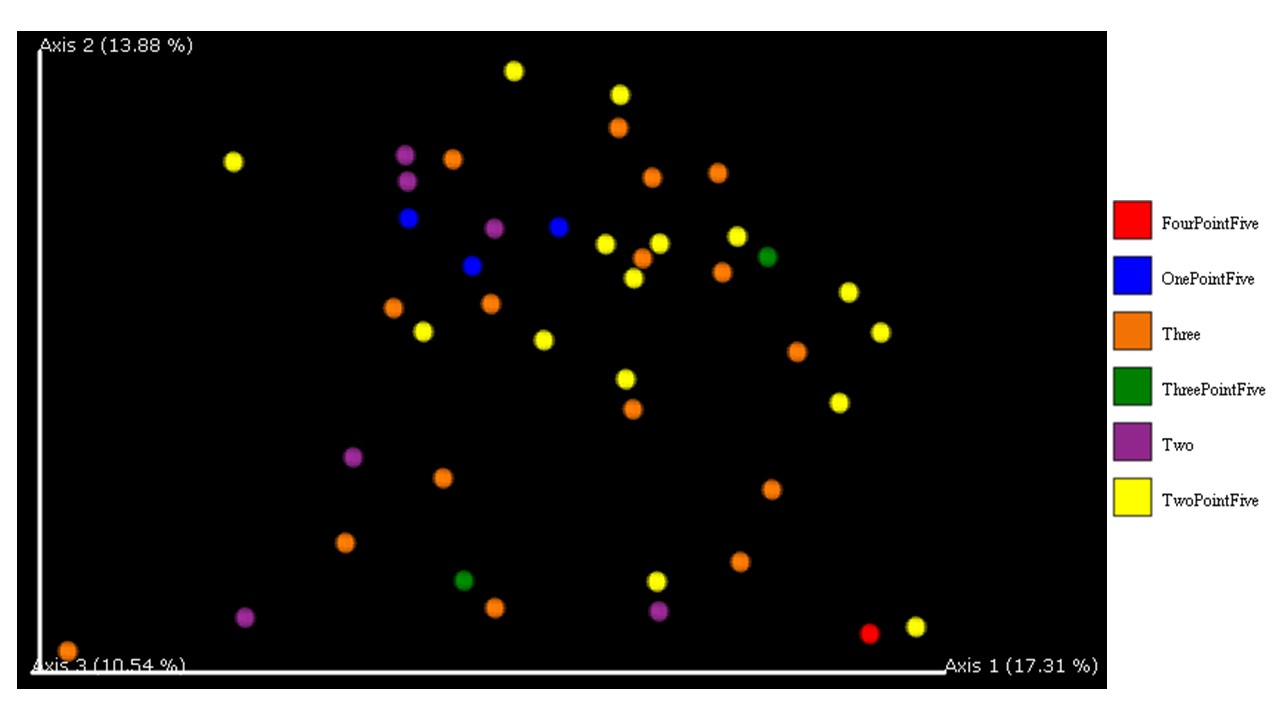 Axis 2 (13.88 %)
FourPointFive
OnePointFive
Three
ThreePointFive
Two
TwoPointFive
Axis 3 (10.54 %)
Axis 1 (17.31 %)